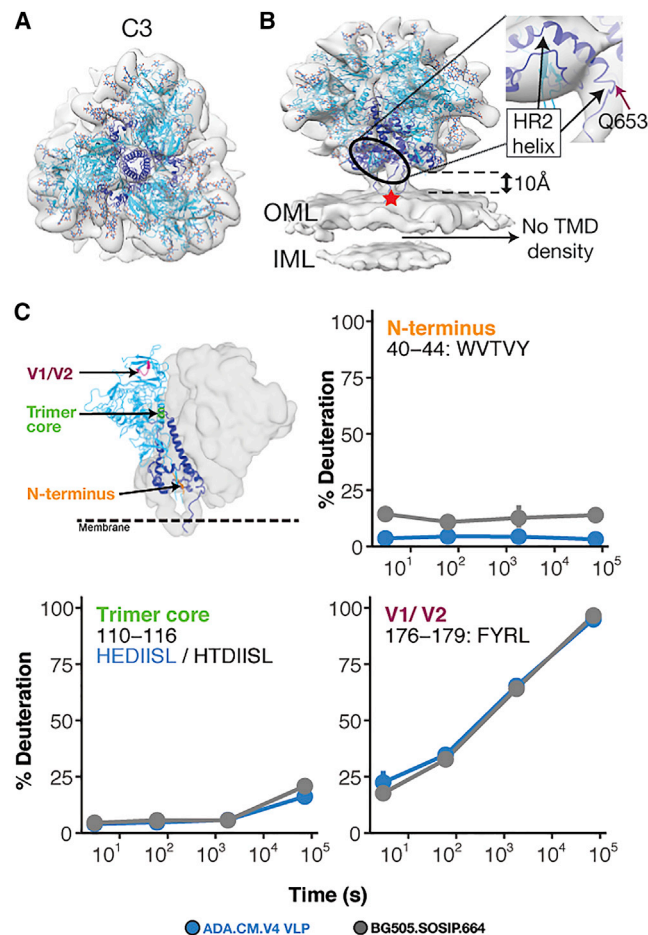 A
C3
B
HR2
helix
Q653
10Å
OML
No TMD
density
IML
C
V1/V2
Trimer
core
N-terminus
Membrane
N-terminus
40–44: WVTVY
% Deuteration
100
75
50
25
0
10¹ 10² 10³ 10⁴ 10⁵
Trimer core
110–116
HEDIISL / HTDIISL
% Deuteration
100
75
50
25
0
10¹ 10² 10³ 10⁴ 10⁵
V1/ V2
176–179: FYRL
100
75
50
25
0
10¹ 10² 10³ 10⁴ 10⁵
Time (s)
ADA.CM.V4 VLP BG505.SOSIP.664